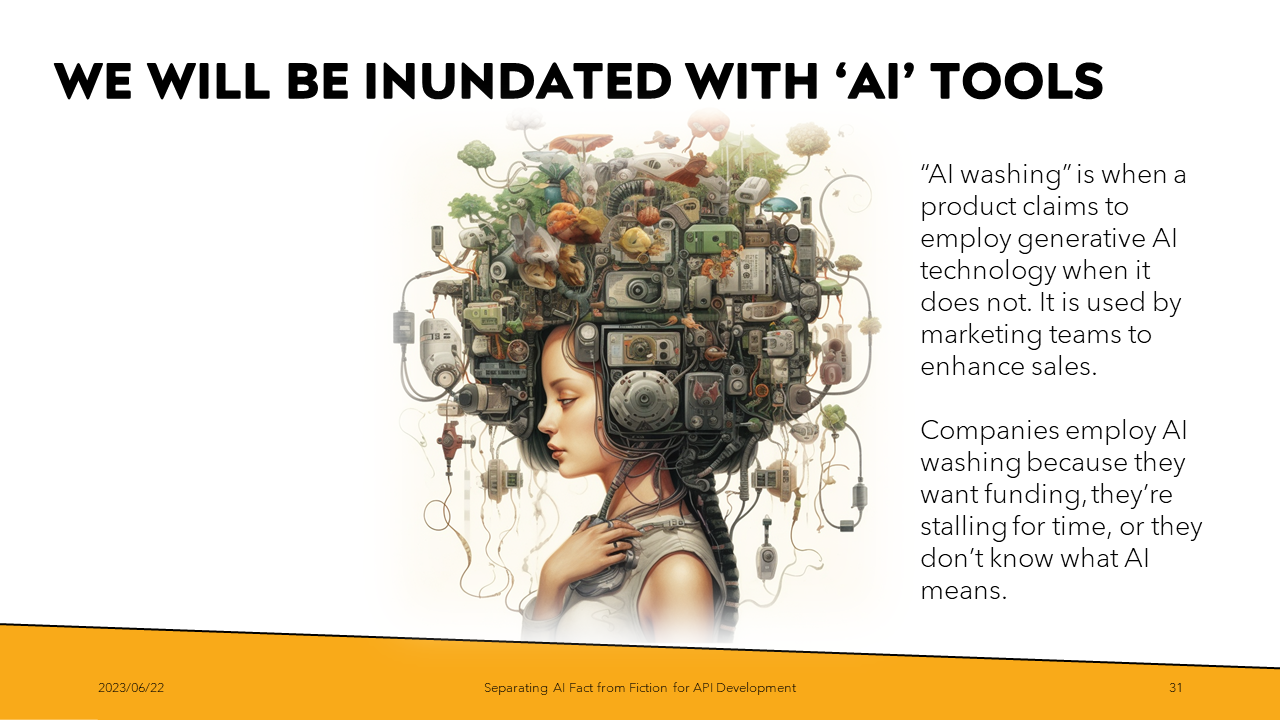 WE WILL BE INUNDATED WITH ‘AI’ TOOLS
“AI washing” is when a
product claims to
employ generative AI
technology when it
does not. It is used by
marketing teams to
enhance sales.
Companies employ AI
washing because they
want funding, they’re
stalling for time, or they
don’t know what AI
means.
2023/06/22
Separating AI Fact from Fiction for API Development
31